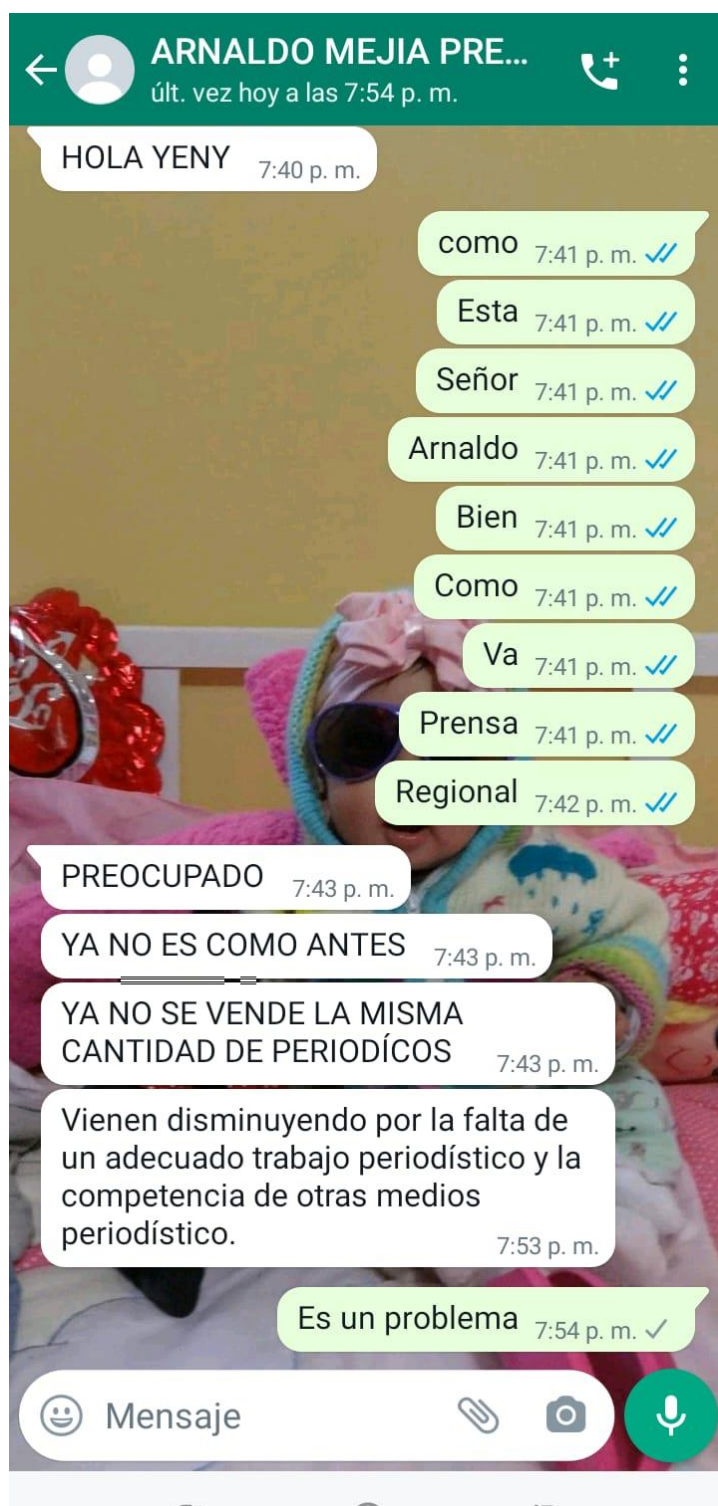 ARNALDO MEJIA PRE...
últ. vez hoy a las 7:54 p. m.
HOLA YENY 7:40 p. m.
como 7:41 p. m.
Esta 7:41 p. m.
Señor 7:41 p. m.
Arnaldo 7:41 p. m.
Bien 7:41 p. m.
Como 7:41 p. m.
Va 7:41 p. m.
Prensa 7:41 p. m.
Regional 7:42 p. m.
PREOCUPADO 7:43 p. m.
YA NO ES COMO ANTES 7:43 p. m.
YA NO SE VENDE LA MISMA
CANTIDAD DE PERIODÍCOS 7:43 p. m.
Vienen disminuyendo por la falta de
un adecuado trabajo periodístico y la
competencia de otras medios
periodístico. 7:53 p. m.
Es un problema 7:54 p. m.
Mensaje